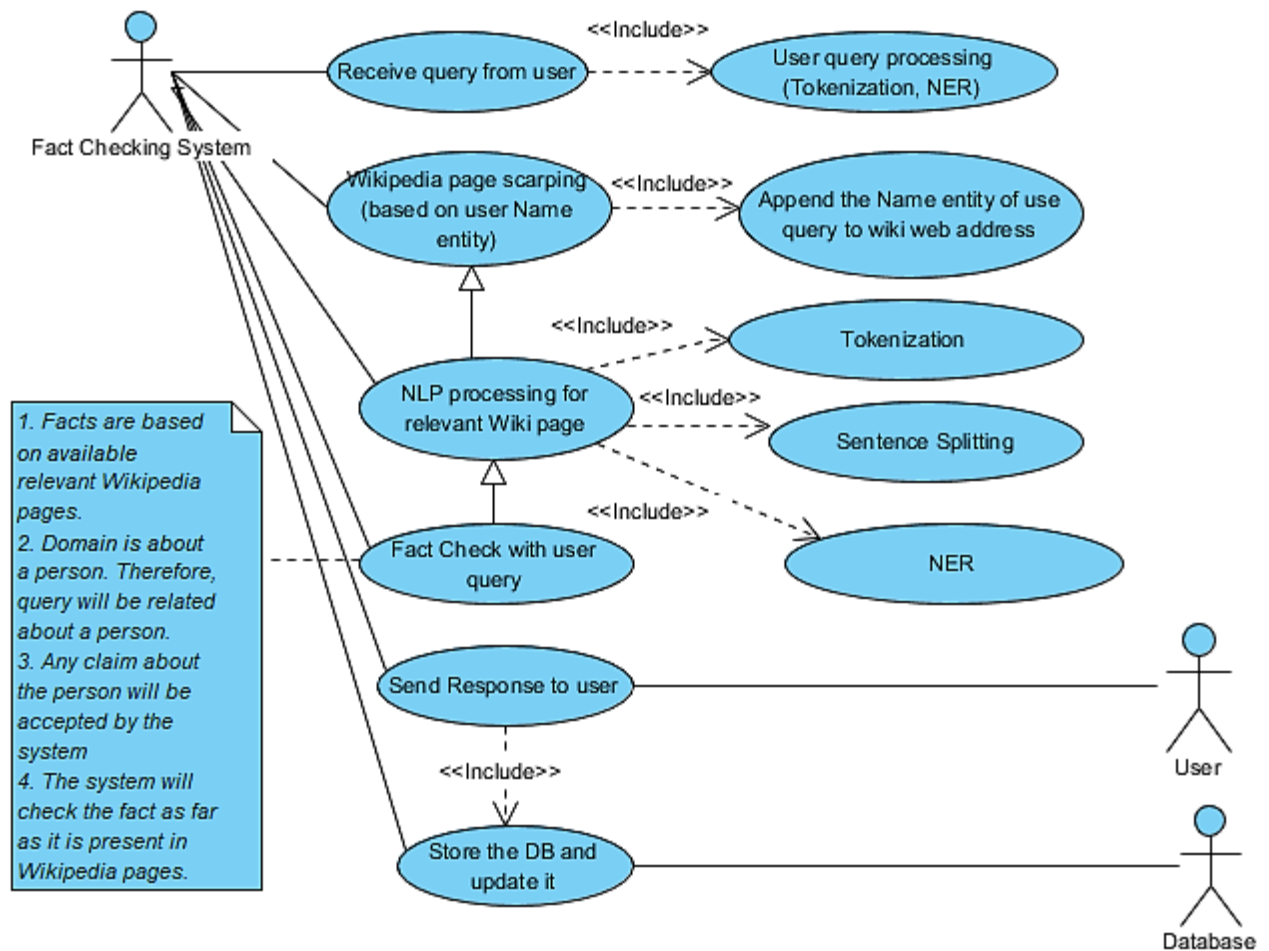 <<Include>>
Receive query from user
User query processing
(Tokenization, NER)
Fact Checking System
Wikipedia page scarping
(based on user Name
entity)
<<Include>>
Append the Name entity of use
query to wiki web address
<<Include>>
Tokenization
NLP processing for
relevant Wiki page
<<Include>>
Sentence Splitting
<<Include>>
NER
1. Facts are based
on available
relevant Wikipedia
pages.
2. Domain is about
a person. Therefore,
query will be related
about a person.
3. Any claim about
the person will be
accepted by the
system
4. The system will
check the fact as far
as it is present in
Wikipedia pages.
Fact Check with user
query
Send Response to user
User
<<Include>>
Store the DB and
update it
Database